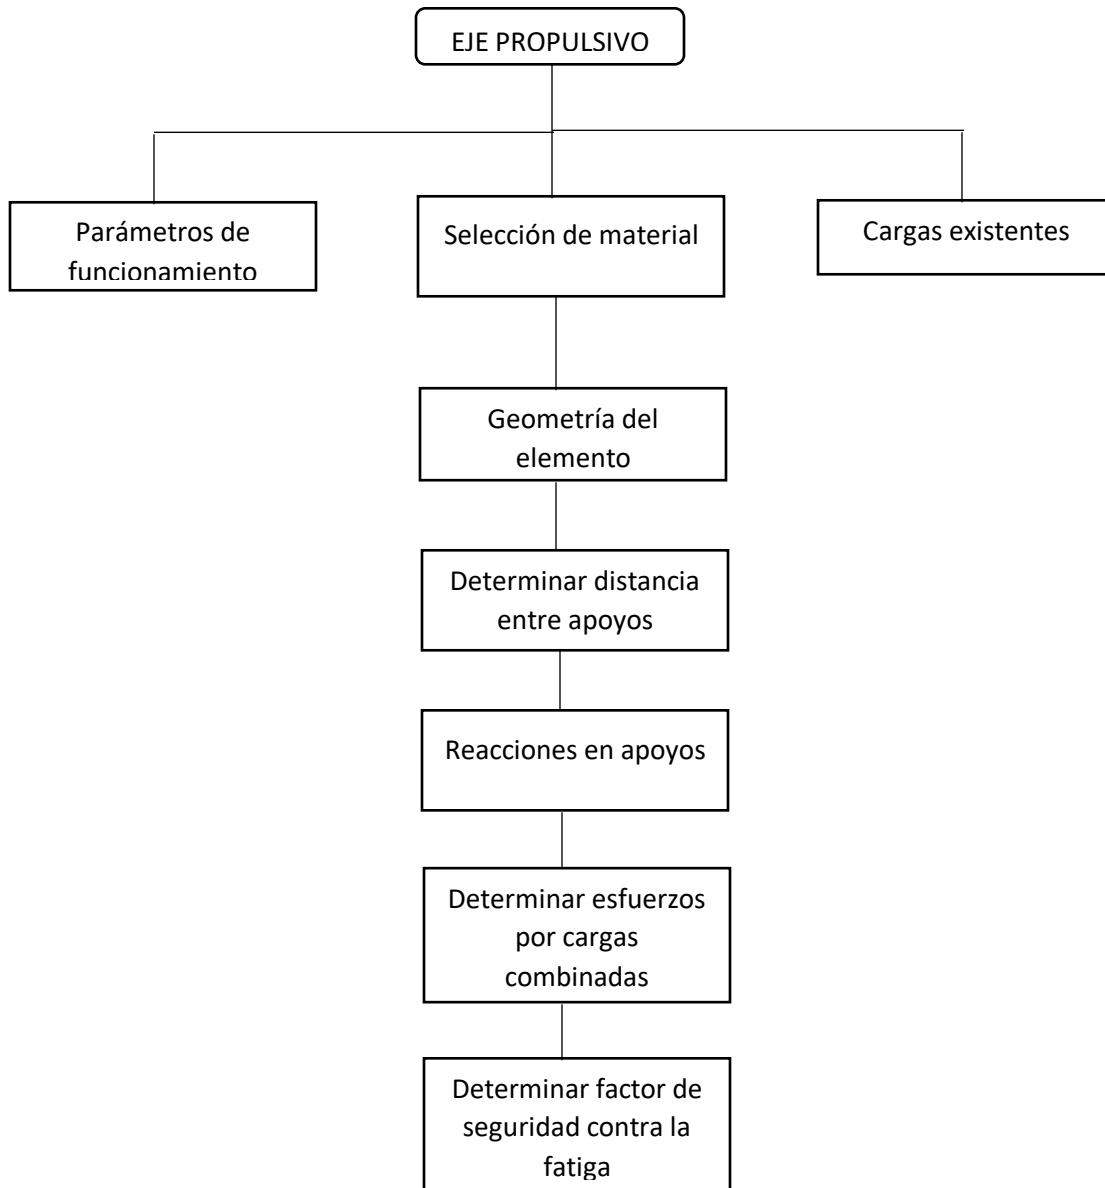 EJE PROPULSIVO
Parámetros de
funcionamiento
Selección de material
Cargas existentes
Geometría del
elemento
Determinar distancia
entre apoyos
Reacciones en apoyos
Determinar esfuerzos
por cargas
combinadas
Determinar factor de
seguridad contra la
fatiga